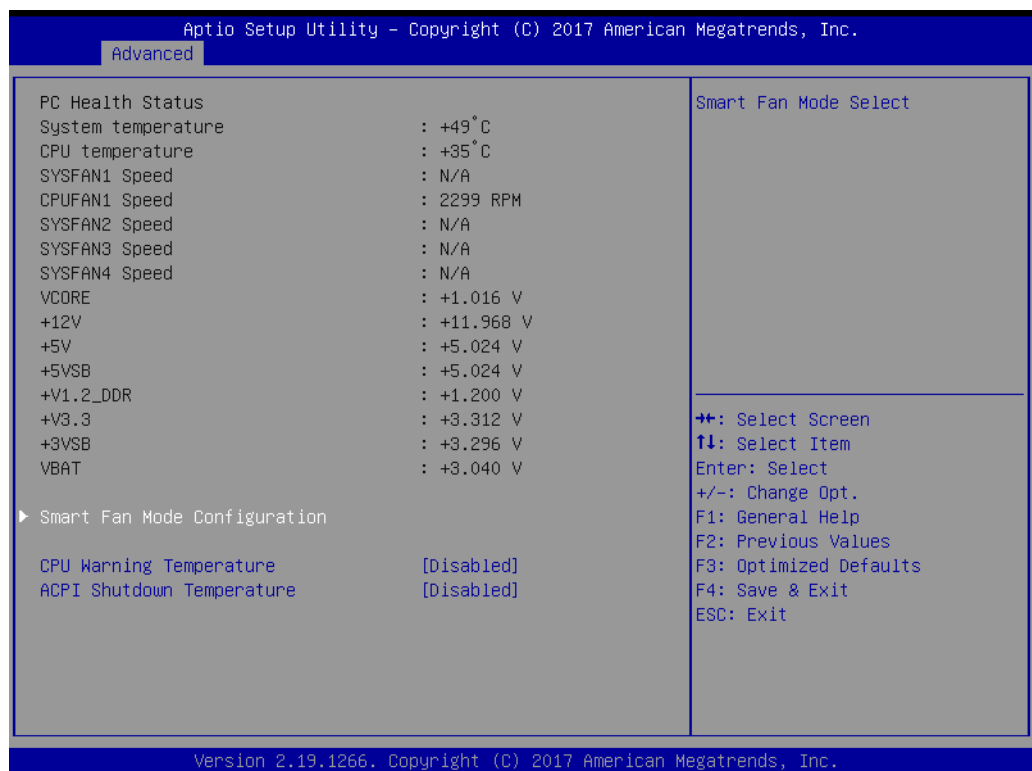 Aptio Setup Utility – Copyright (C) 2017 American Megatrends, Inc.
Advanced
PC Health Status
System temperature : +49°C
CPU temperature : +35°C
SYSFAN1 Speed : N/A
CPUFAN1 Speed : 2299 RPM
SYSFAN2 Speed : N/A
SYSFAN3 Speed : N/A
SYSFAN4 Speed : N/A
VCORE : +1.016 V
+12V : +11.968 V
+5V : +5.024 V
+5VSB : +5.024 V
+V1.2_DDR : +1.200 V
+V3.3 : +3.312 V
+3VSB : +3.296 V
VBAT : +3.040 V
Smart Fan Mode Configuration
CPU Warning Temperature [Disabled]
ACPI Shutdown Temperature [Disabled]
Smart Fan Mode Select
→←: Select Screen
↑↓: Select Item
Enter: Select
+/-: Change Opt.
F1: General Help
F2: Previous Values
F3: Optimized Defaults
F4: Save & Exit
ESC: Exit
Version 2.19.1266. Copyright (C) 2017 American Megatrends, Inc.